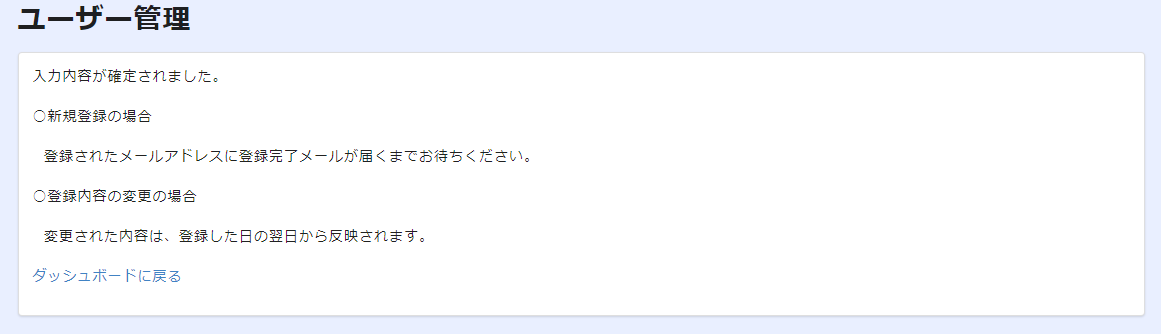 ユーザー管理
入力内容が確定されました。
○新規登録の場合
登録されたメールアドレスに登録完了メールが届くまでお待ちください。
○登録内容の変更の場合
変更された内容は、登録した日の翌日から反映されます。
ダッシュボードに戻る